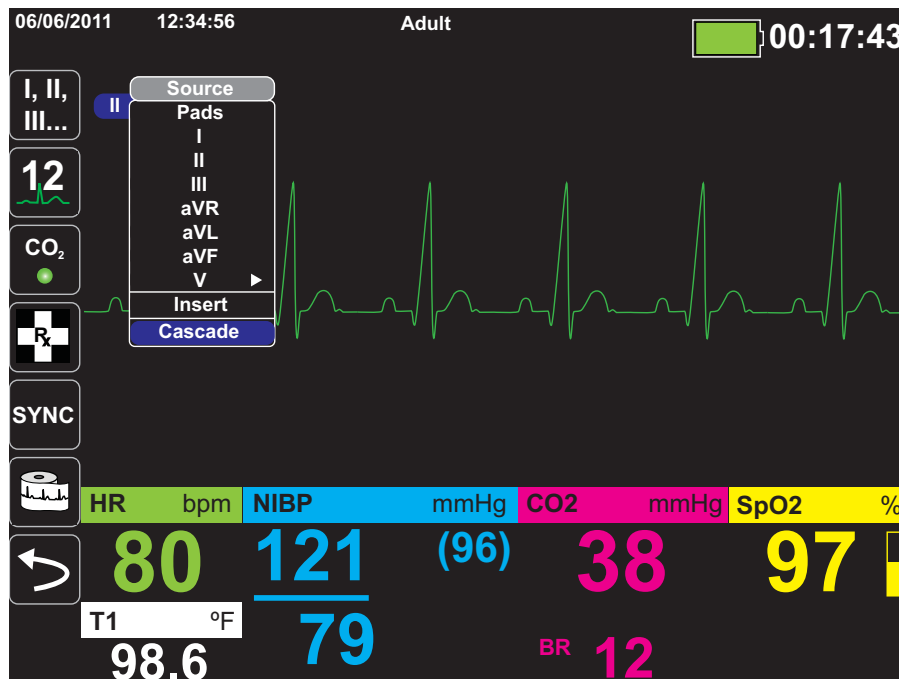 06/06/2011 12:34:56 Adult 00:17:43
I, II,
III...
II
Source
Pads
I
II
III
aVR
aVL
aVF
V
Insert
Cascade
12
CO₂
Rx
SYNC
HR bpm NIBP mmHg CO2 mmHg SpO2 %
80 121 (96) 38 97
T1 ºF
98.6 79 BR 12